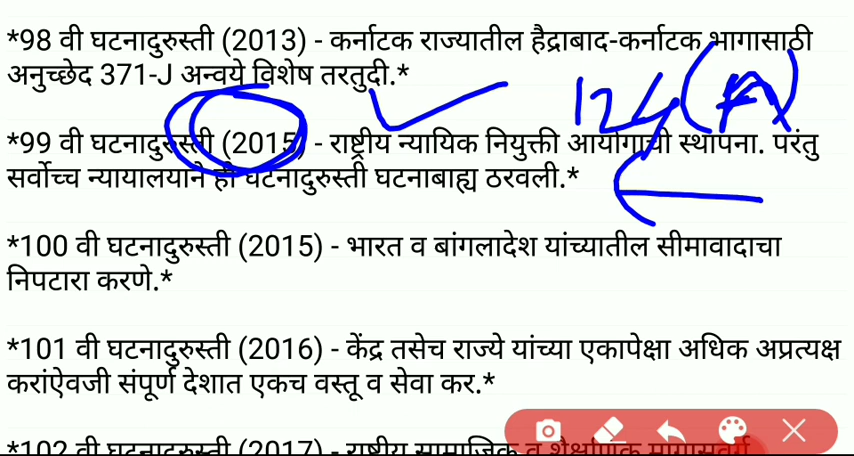 *98 वी घटनादुरुस्ती (2013) - कर्नाटक राज्यातील हैद्राबाद-कर्नाटक भागासाठी
अनुच्छेद 371-J अन्वये विशेष तरतुदी.*
124(A)
*99 वी घटनादुरुस्ती (2015) - राष्ट्रीय न्यायिक नियुक्ती आयोगाची स्थापना. परंतु
सर्वोच्च न्यायालयाने ही घटनादुरुस्ती घटनाबाह्य ठरवली.*
*100 वी घटनादुरुस्ती (2015) - भारत व बांगलादेश यांच्यातील सीमावादाचा
निपटारा करणे.*
*101 वी घटनादुरुस्ती (2016) - केंद्र तसेच राज्ये यांच्या एकापेक्षा अधिक अप्रत्यक्ष
करांऐवजी संपूर्ण देशात एकच वस्तू व सेवा कर.*
*102 वी घटनादुरुस्ती (2017) - राष्ट्रीय सामाजिक व शैक्षणिक मागासवर्ग